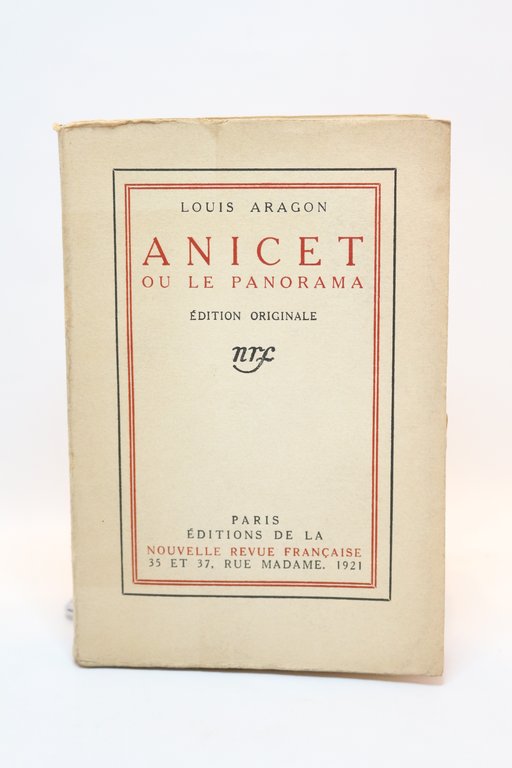 LOUIS ARAGON
ANICET
OU LE PANORAMA
ÉDITION ORIGINALE
nrf
PARIS
ÉDITIONS DE LA
NOUVELLE REVUE FRANÇAISE
35 ET 37, RUE MADAME. 1921